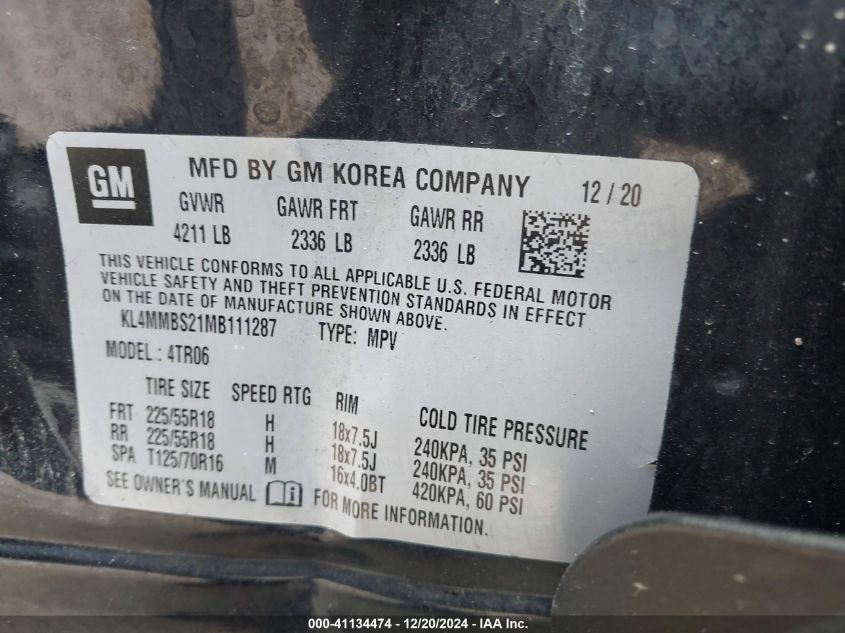 GM
MFD BY GM KOREA COMPANY 12 / 20
GVWR GAWR FRT GAWR RR
4211 LB 2336 LB 2336 LB
THIS VEHICLE CONFORMS TO ALL APPLICABLE U.S. FEDERAL MOTOR
VEHICLE SAFETY AND THEFT PREVENTION STANDARDS IN EFFECT
ON THE DATE OF MANUFACTURE SHOWN ABOVE.
KL4MMBS21MB111287 TYPE: MPV
MODEL: 4TR06
TIRE SIZE SPEED RTG RIM COLD TIRE PRESSURE
FRT 225/55R18 H 18x7.5J 240KPA, 35 PSI
RR 225/55R18 H 18x7.5J 240KPA, 35 PSI
SPA T125/70R16 M 16x4.0BT 420KPA, 60 PSI
SEE OWNER'S MANUAL FOR MORE INFORMATION.
000-41134474 - 12/20/2024 - IAA Inc.